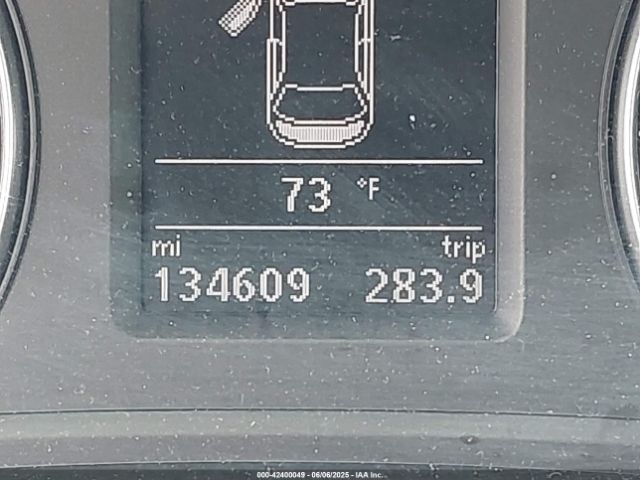 73 °F
mi trip
134609 283.9
000-42400049 - 06/06/2025 - IAA Inc.